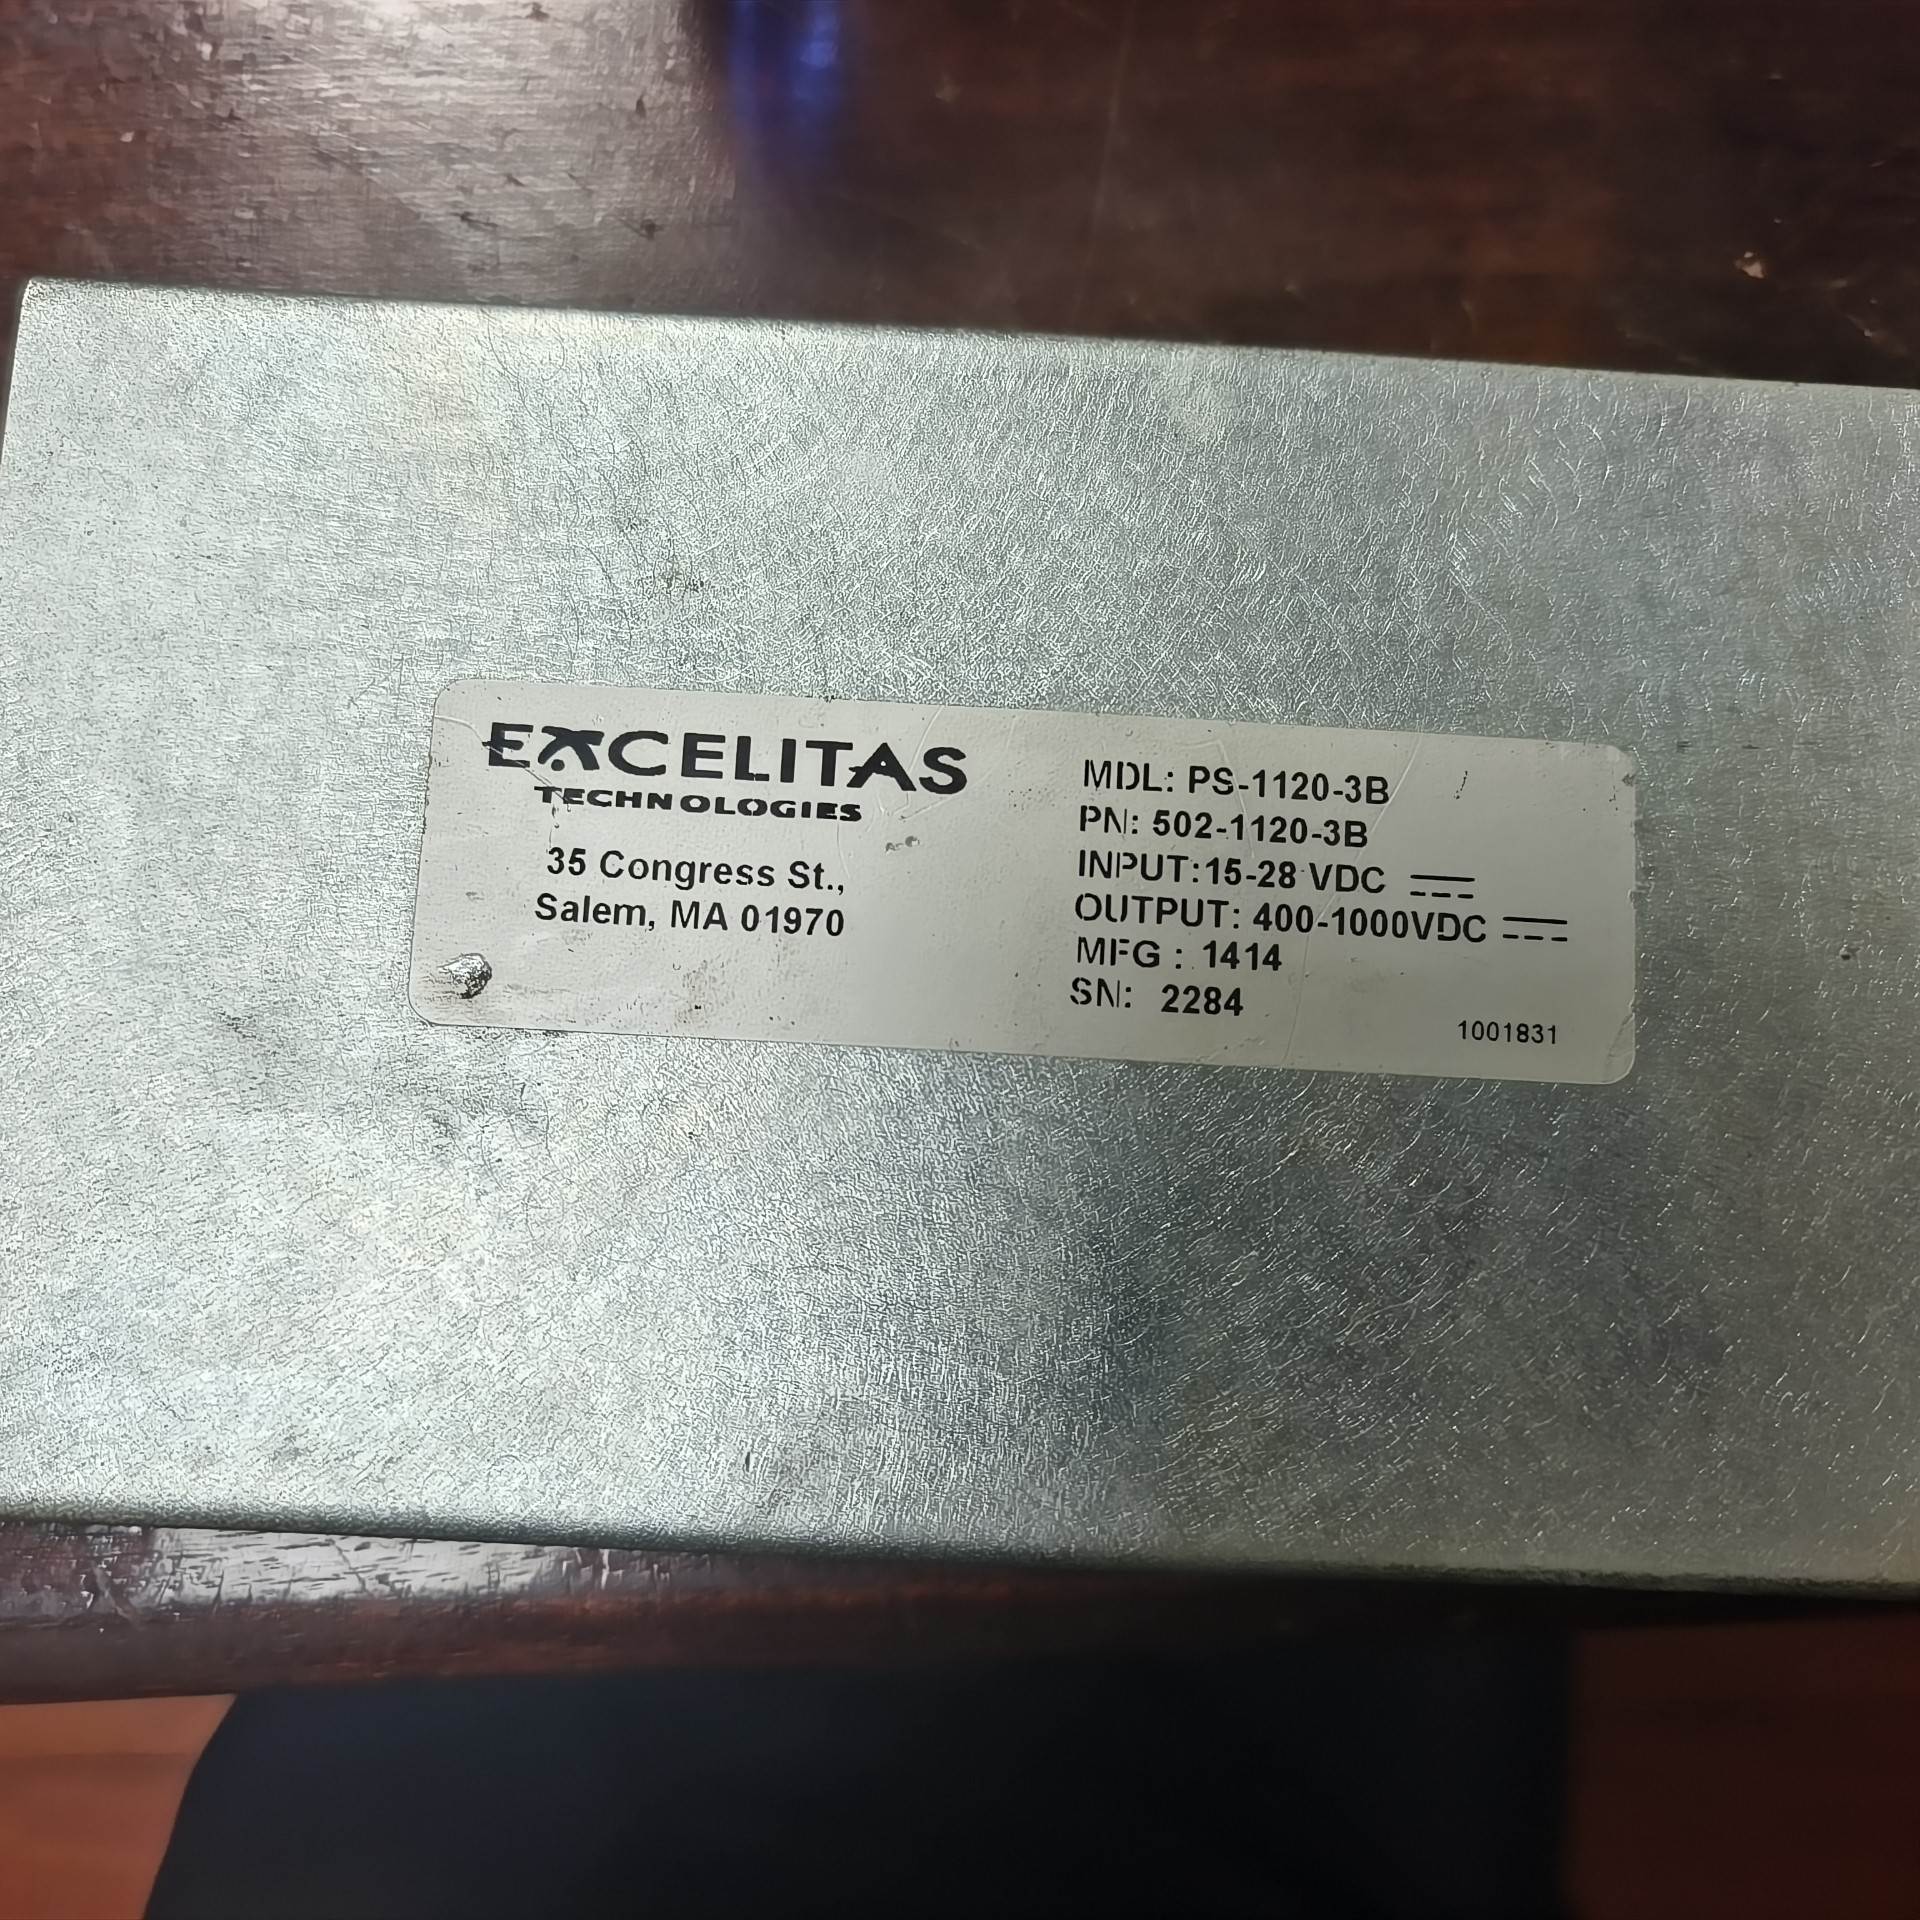 EXCELITAS
TECHNOLOGIES
35 Congress St.,
Salem, MA 01970
MDL: PS-1120-3B
PN: 502-1120-3B
INPUT: 15-28 VDC
OUTPUT: 400-1000VDC
MFG : 1414
SN: 2284
1001831